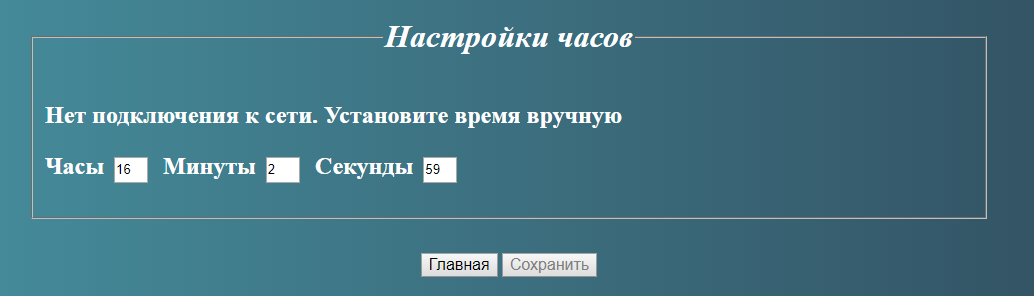 Настройки часов
Нет подключения к сети. Установите время вручную
Часы 16 Минуты 2 Секунды 59
Главная Сохранить